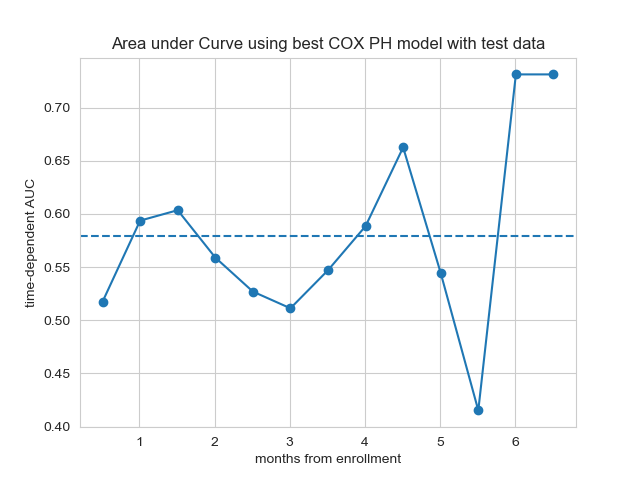 Area under Curve using best COX PH model with test data
time-dependent AUC
0.70
0.65
0.60
0.55
0.50
0.45
0.40
1 2 3 4 5 6
months from enrollment